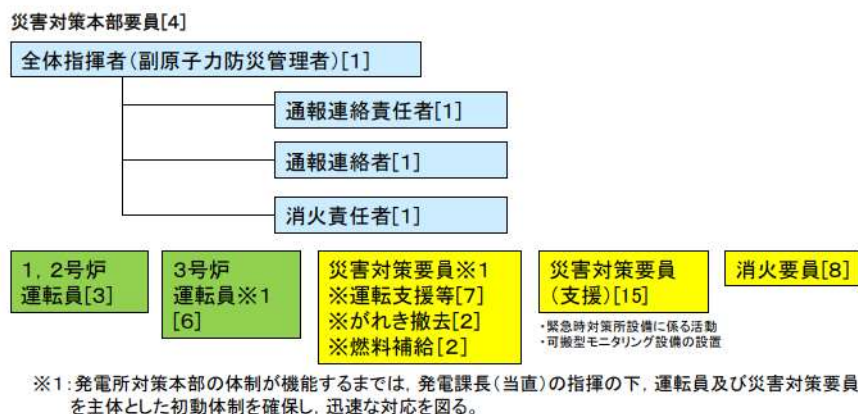 災害対策本部要員[4]
全体指揮者(副原子力防災管理者)[1]
通報連絡責任者[1]
通報連絡者[1]
消火責任者[1]
1,2号炉
運転員[3]
3号炉
運転員※1
[6]
災害対策要員※1
※運転支援等[7]
※がれき撤去[2]
※燃料補給[2]
災害対策要員
(支援)[15]
・緊急時対策所設備に係る活動
・可搬型モニタリング設備の設置
消火要員[8]
※1:発電所対策本部の体制が機能するまでは,発電課長(当直)の指揮の下,運転員及び災害対策要員
を主体とした初動体制を確保し,迅速な対応を図る。